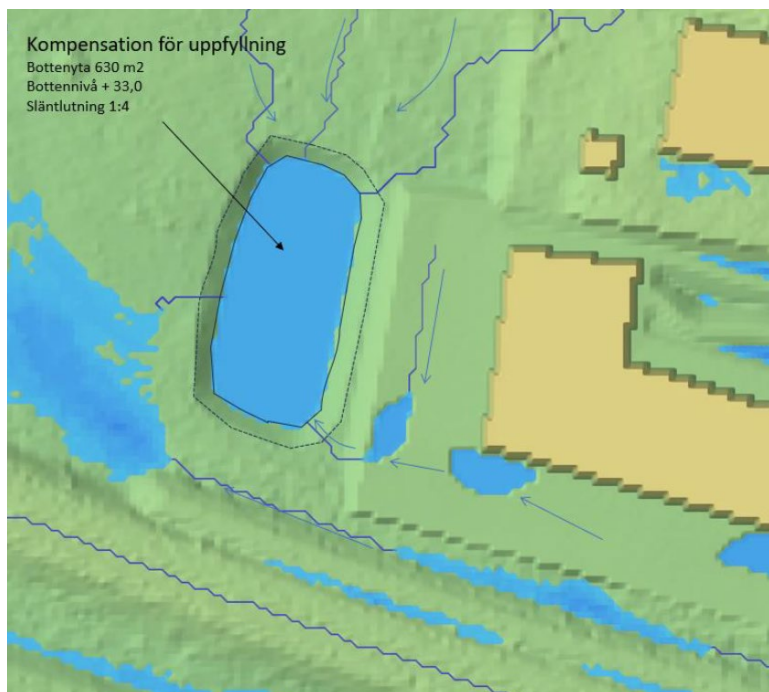 Kompensation för uppfyllning
Bottenyta 630 m2
Bottennivå + 33,0
Släntlutning 1:4